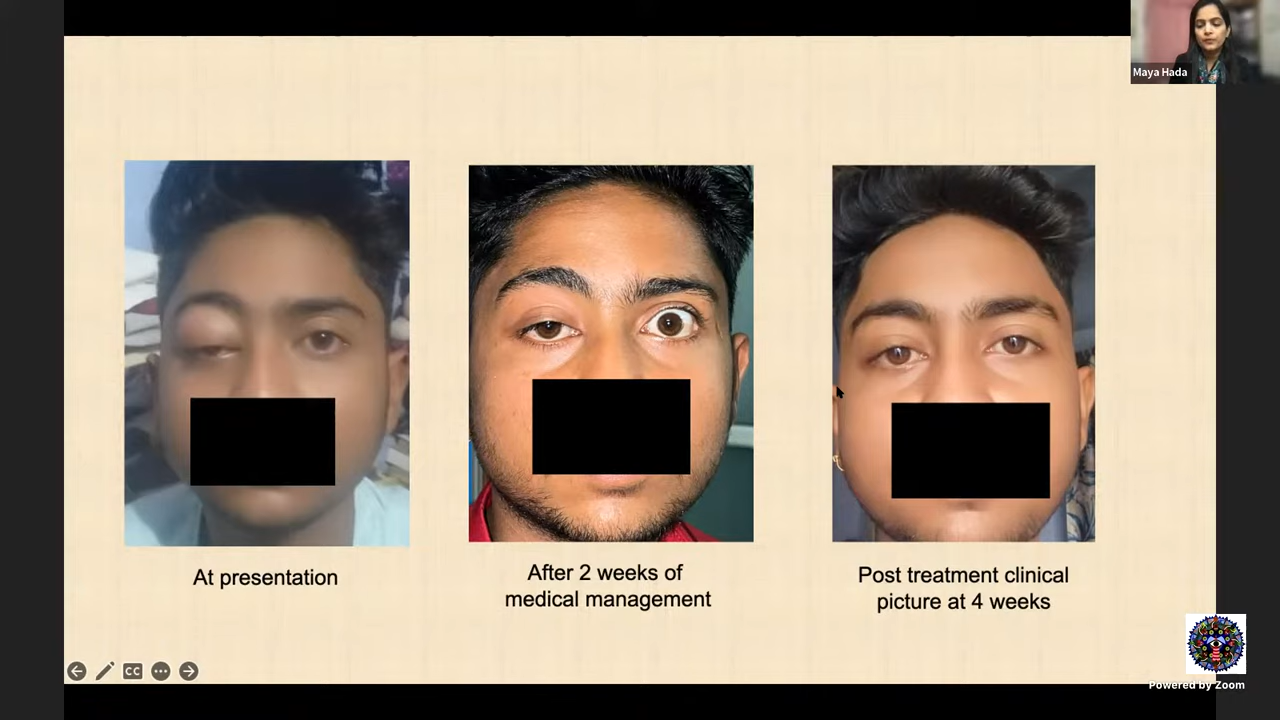 Maya Hada
At presentation
After 2 weeks of
medical management
Post treatment clinical
picture at 4 weeks
CC
Powered by Zoom